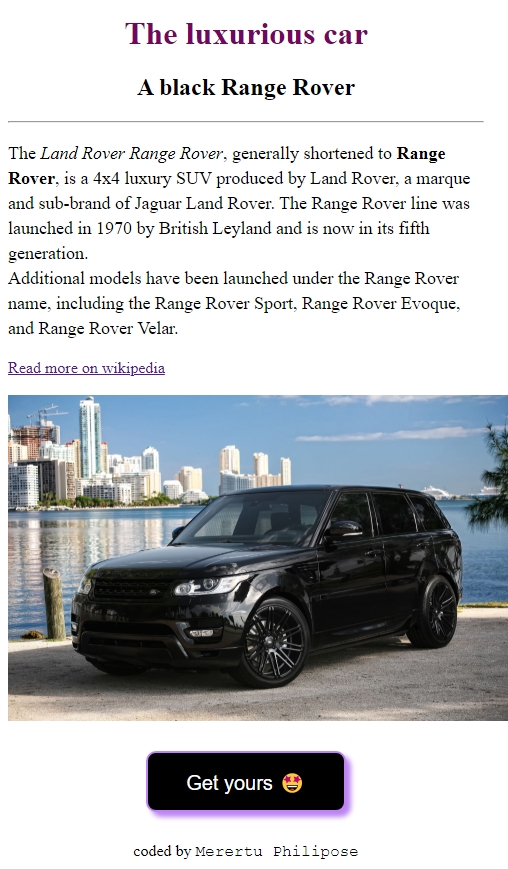 The luxurious car
A black Range Rover
The Land Rover Range Rover, generally shortened to Range
Rover, is a 4x4 luxury SUV produced by Land Rover, a marque
and sub-brand of Jaguar Land Rover. The Range Rover line was
launched in 1970 by British Leyland and is now in its fifth
generation.
Additional models have been launched under the Range Rover
name, including the Range Rover Sport, Range Rover Evoque,
and Range Rover Velar.
Read more on wikipedia
Get yours 🤩
coded by Merertu Philipose